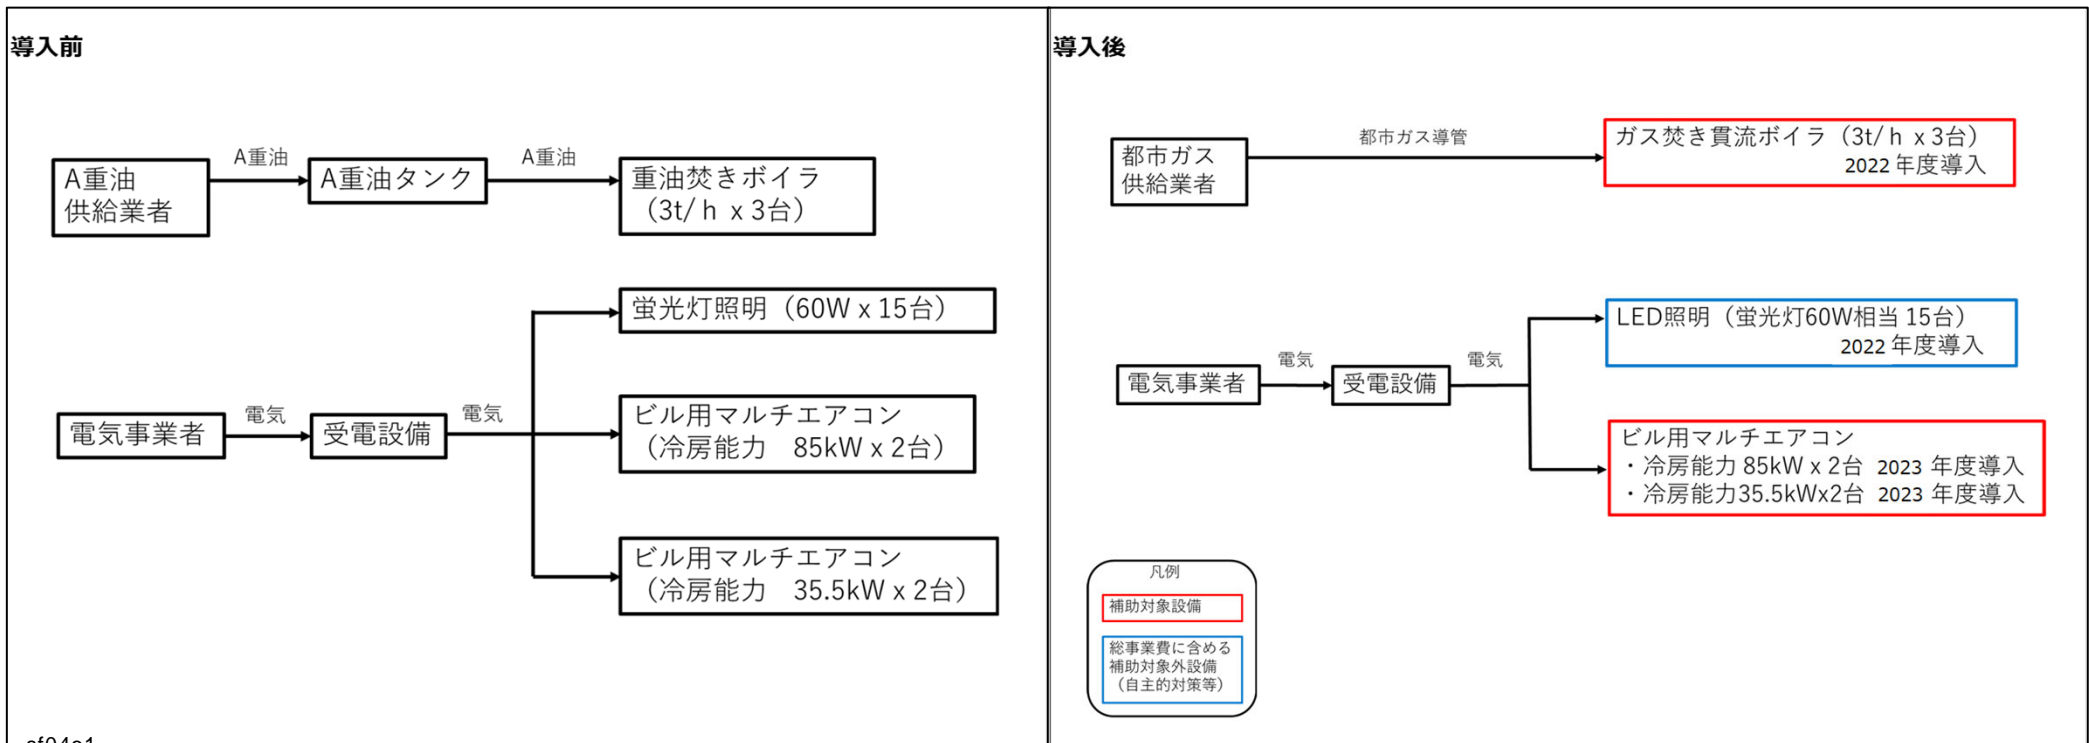 導入前
A重油
A重油
A重油
供給業者
A重油タンク
重油焚きボイラ
（3t/ｈ x 3台）
蛍光灯照明（60W x 15台）
電気
電気
電気事業者
受電設備
ビル用マルチエアコン
（冷房能力　85kW x 2台）
ビル用マルチエアコン
（冷房能力　35.5kW x 2台）
導入後
都市ガス
供給業者
都市ガス導管
ガス焚き貫流ボイラ（3t/ｈ x 3台）
2022 年度導入
LED照明（蛍光灯60W相当 15台）
2022 年度導入
電気
電気
電気事業者
受電設備
ビル用マルチエアコン
・冷房能力 85kW x 2台 2023 年度導入
・冷房能力35.5kWx2台 2023 年度導入
凡例
補助対象設備
総事業費に含める
補助対象外設備
（自主的対策等）